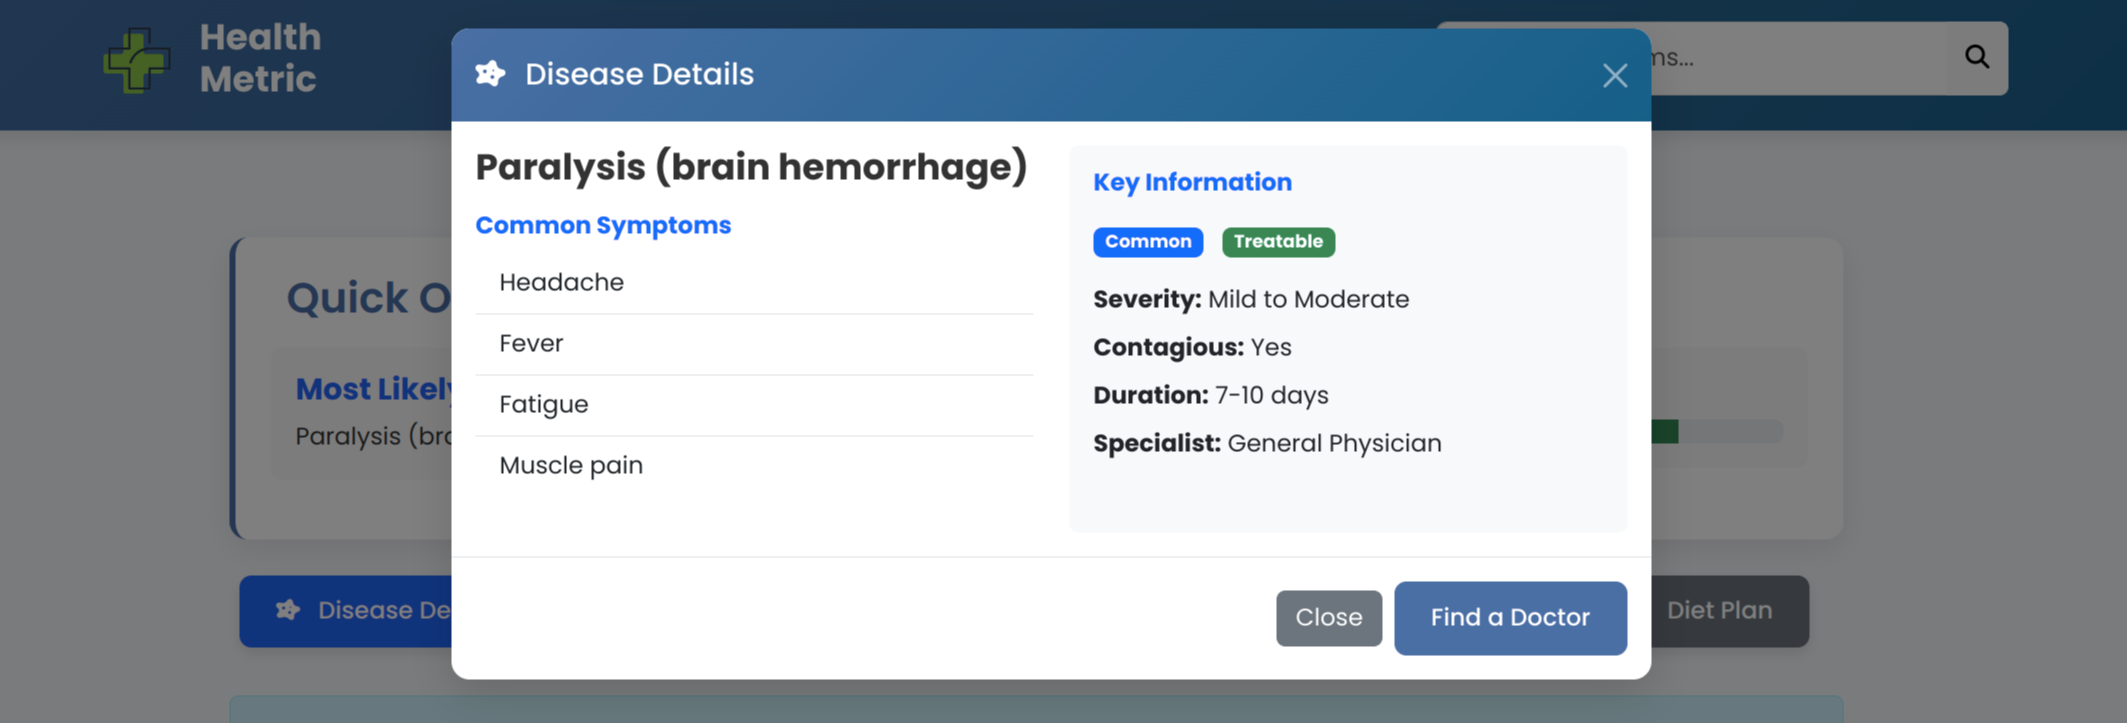 Health
Metric
ms...
Disease Details
Paralysis (brain hemorrhage)
Common Symptoms
Headache
Fever
Fatigue
Muscle pain
Key Information
Common Treatable
Severity: Mild to Moderate
Contagious: Yes
Duration: 7-10 days
Specialist: General Physician
Close Find a Doctor
Quick O
Most Likely
Paralysis (bra
Disease De
Diet Plan